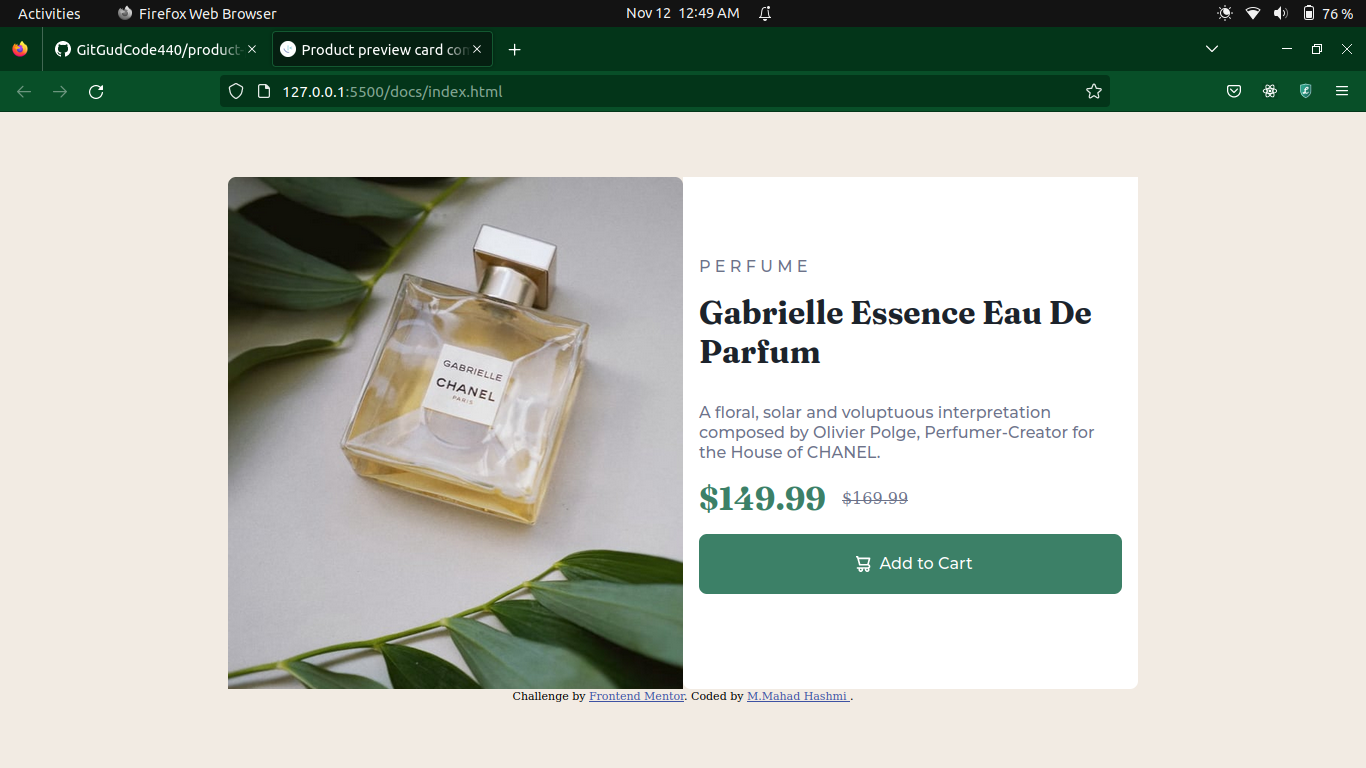 Activities Firefox Web Browser Nov 12 12:49 AM 76 %
GitGudCode440/product- Product preview card con
127.0.0.1:5500/docs/index.html
GABRIELLE
CHANEL
PARIS
PERFUME
Gabrielle Essence Eau De
Parfum
A floral, solar and voluptuous interpretation
composed by Olivier Polge, Perfumer-Creator for
the House of CHANEL.
$149.99 $169.99
Add to Cart
Challenge by Frontend Mentor. Coded by M.Mahad Hashmi .